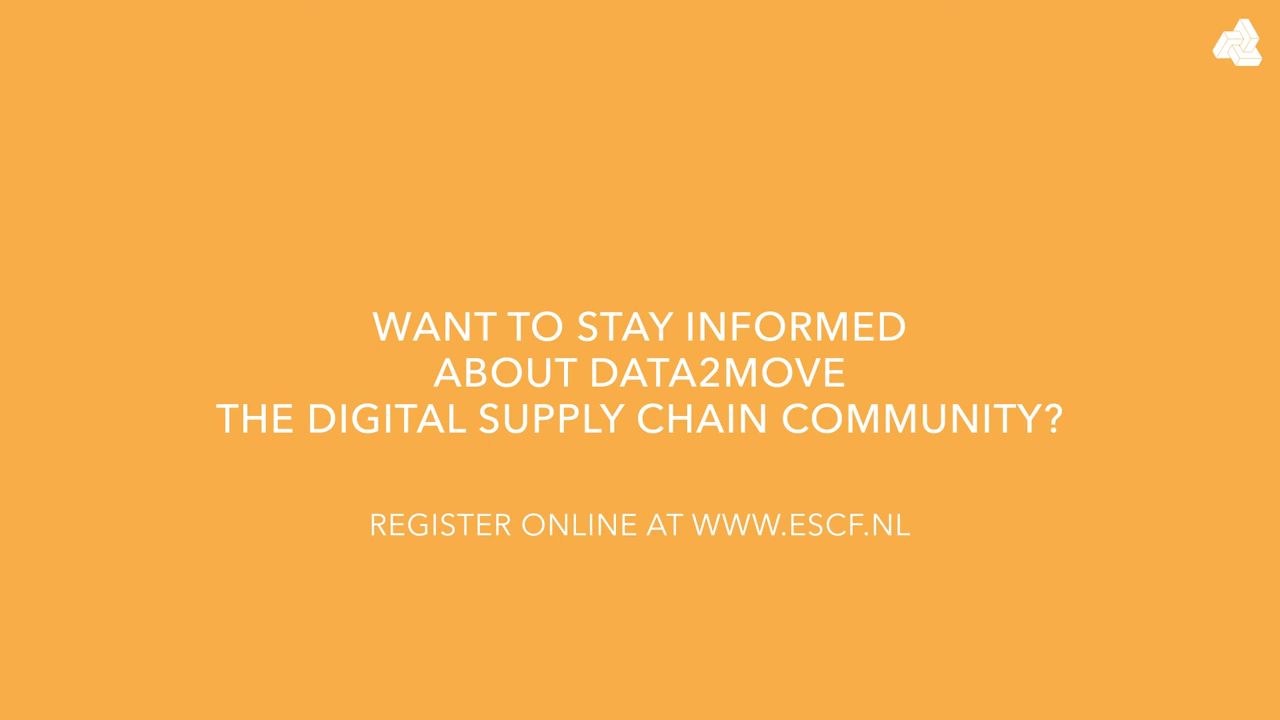 WANT TO STAY INFORMED
ABOUT DATA2MOVE
THE DIGITAL SUPPLY CHAIN COMMUNITY?
REGISTER ONLINE AT WWW.ESCF.NL